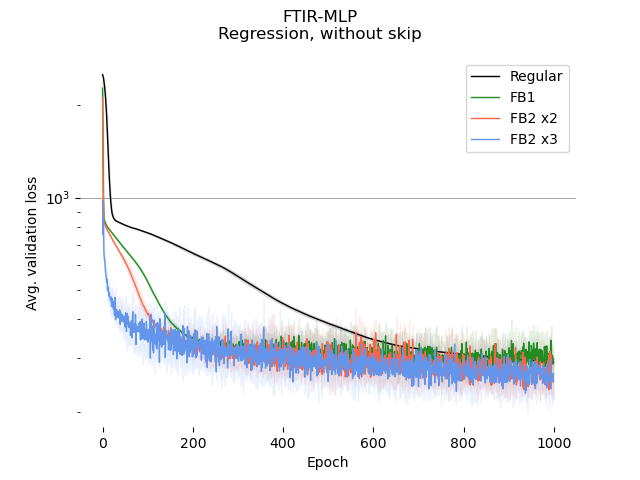 FTIR-MLP
Regression, without skip
Regular
FB1
FB2 x2
FB2 x3
10³
Avg. validation loss
0
200
400
600
800
1000
Epoch